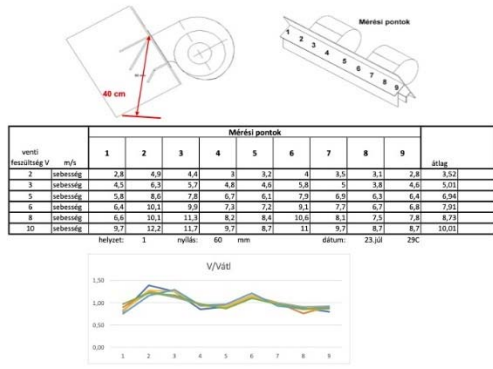 Mérési pontok
1 2 3 4 5 6 7 8 9
40 cm
Mérési pontok
venti feszültség V m/s 1 2 3 4 5 6 7 8 9 átlag
2 sebesség 2,8 4,9 4,4 3 3,2 4 3,5 3,1 2,8 3,52
3 sebesség 4,5 6,3 5,7 4,8 4,6 5,8 5 3,8 4,6 5,01
5 sebesség 5,8 8,6 7,8 6,7 6,1 7,9 6,9 6,3 6,4 6,94
6 sebesség 6,4 10,1 9,9 7,3 7,2 9,1 7,7 6,7 6,8 7,91
8 sebesség 6,6 10,1 11,3 8,2 8,4 10,6 8,1 7,5 7,8 8,73
10 sebesség 9,7 12,2 11,7 9,7 8,7 11 9,7 8,7 8,7 10,01
helyzet: 1 nyílás: 60 mm dátum: 23.júl 29C
V/Vátl
1,50
1,00
0,50
0,00
1 2 3 4 5 6 7 8 9